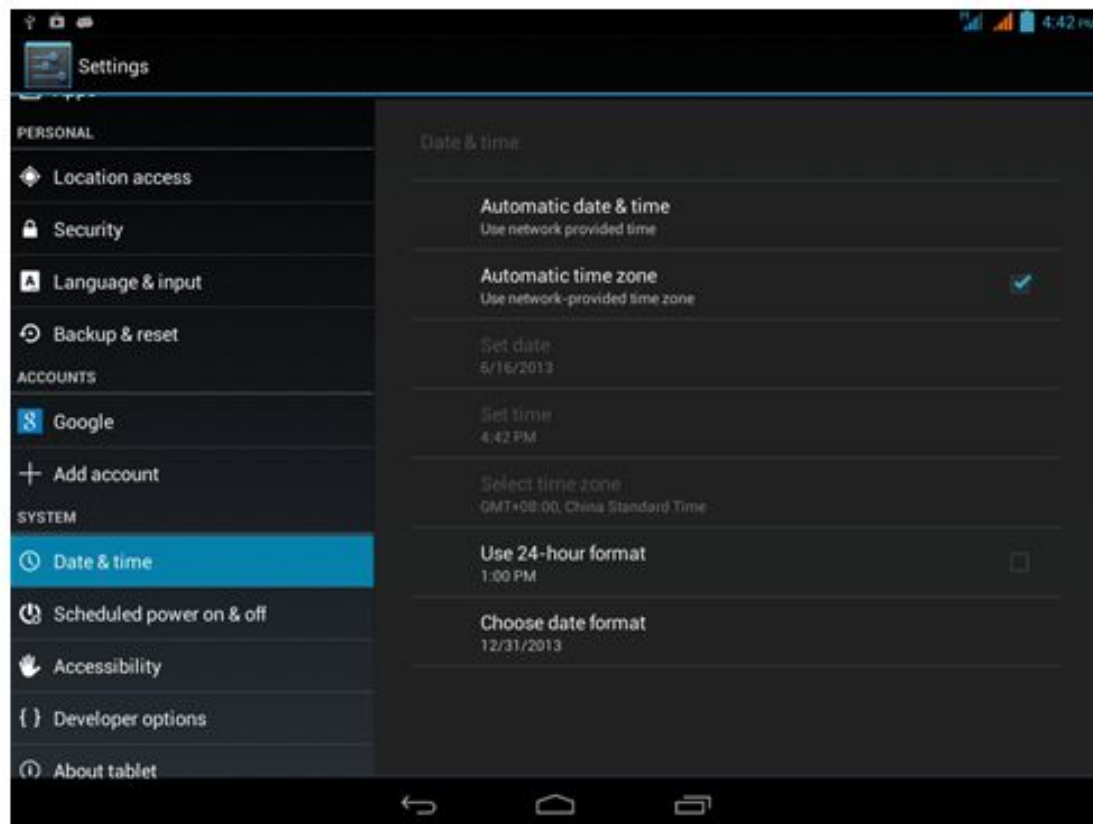 4:42 PM
Settings
Apps
PERSONAL
Location access
Security
Language & input
Backup & reset
ACCOUNTS
Google
Add account
SYSTEM
Date & time
Scheduled power on & off
Accessibility
{ } Developer options
About tablet
Date & time
Automatic date & time
Use network provided time
Automatic time zone
Use network-provided time zone
Set date
6/16/2013
Set time
4:42 PM
Select time zone
GMT+08:00, China Standard Time
Use 24-hour format
1:00 PM
Choose date format
12/31/2013